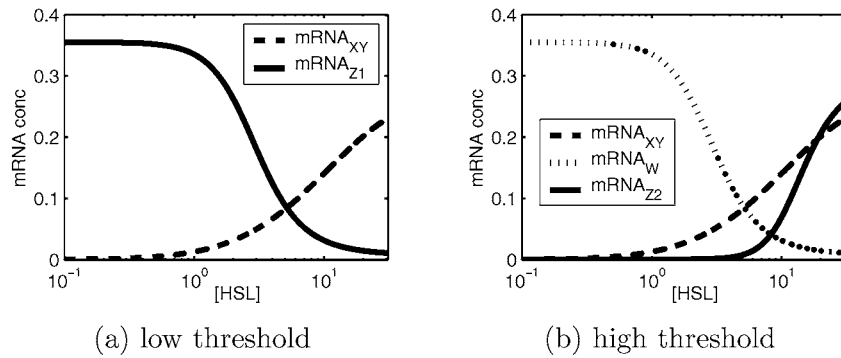 0.4
0.3
0.2
0.1
0
mRNA conc
mRNA_XY
mRNA_Z1
10^-1
10^0
10^1
[HSL]
(a) low threshold
0.4
0.3
0.2
0.1
0
mRNA conc
mRNA_XY
mRNA_W
mRNA_Z2
10^-1
10^0
10^1
[HSL]
(b) high threshold